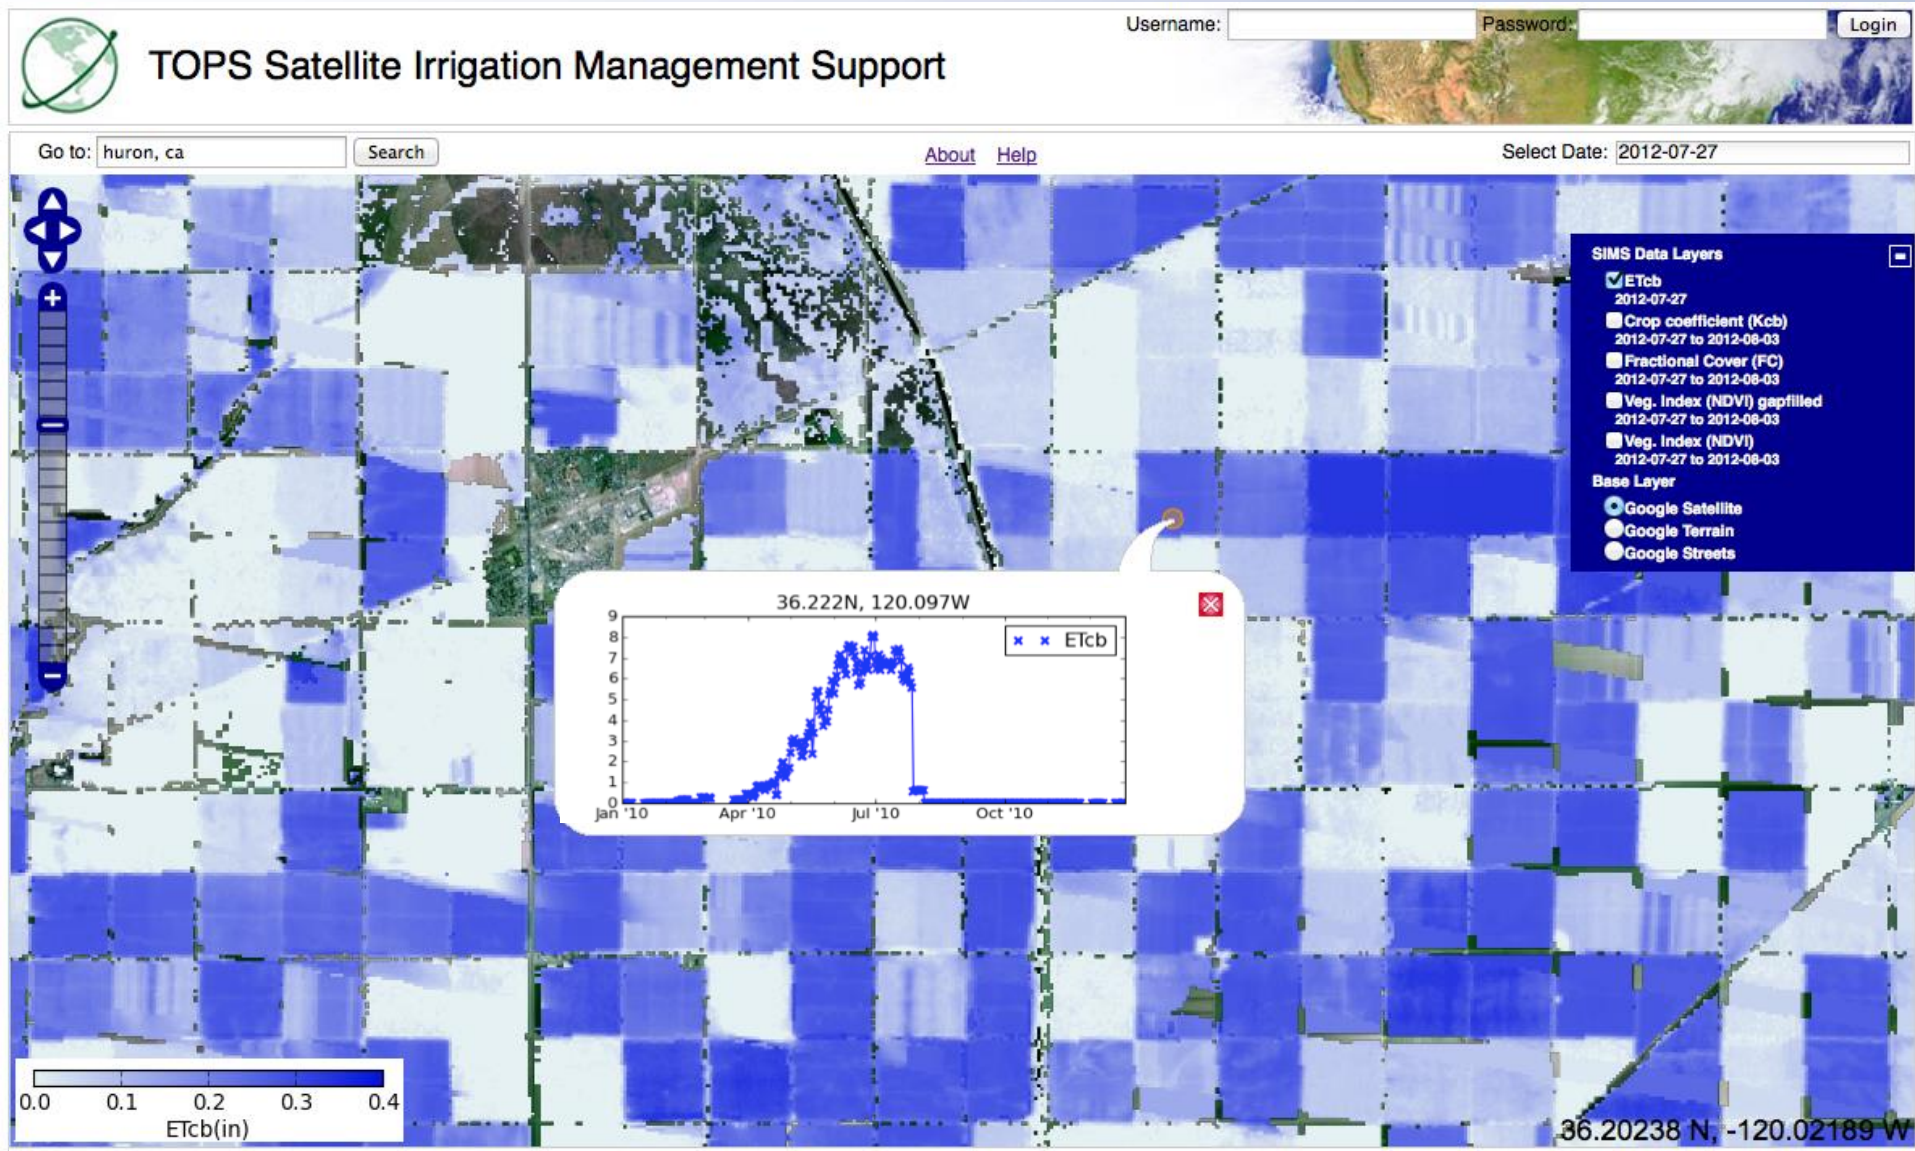 Username: Password: Login
TOPS Satellite Irrigation Management Support
Go to: huron, ca Search About Help Select Date: 2012-07-27
SIMS Data Layers
ETcb
2012-07-27
Crop coefficient (Kcb)
2012-07-27 to 2012-08-03
Fractional Cover (FC)
2012-07-27 to 2012-08-03
Veg. Index (NDVI) gapfilled
2012-07-27 to 2012-08-03
Veg. Index (NDVI)
2012-07-27 to 2012-08-03
Base Layer
Google Satellite
Google Terrain
Google Streets
36.222N, 120.097W
ETcb
9
8
7
6
5
4
3
2
1
0
Jan '10 Apr '10 Jul '10 Oct '10
0.0 0.1 0.2 0.3 0.4
ETcb(in)
36.20238 N, -120.02189 W